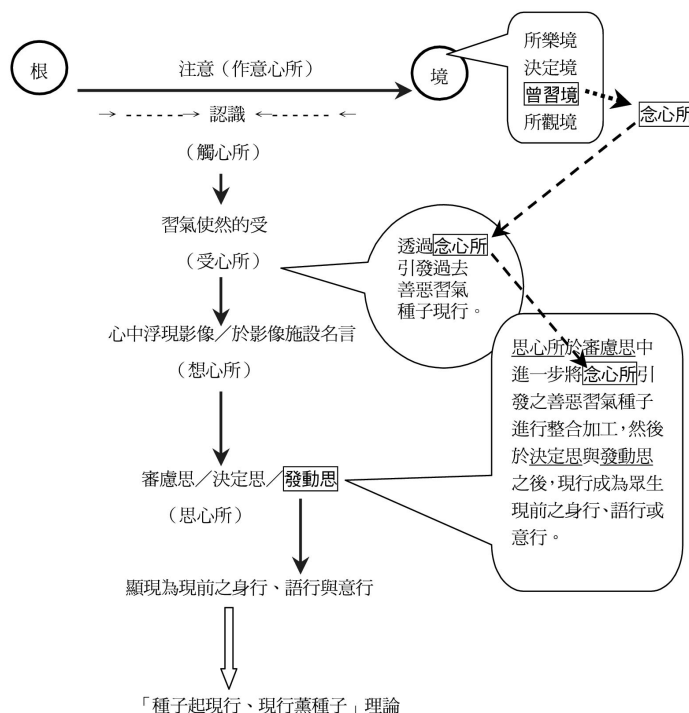 根
注意（作意心所）
境
所樂境
決定境
曾習境
所觀境
念心所
認識
（觸心所）
習氣使然的受
（受心所）
透過念心所
引發過去
善惡習氣
種子現行。
心中浮現影像／於影像施設名言
（想心所）
思心所於審慮思中
進一步將念心所引
發之善惡習氣種子
進行整合加工，然後
於決定思與發動思
之後，現行成為眾生
現前之身行、語行或
意行。
審慮思／決定思／發動思
（思心所）
顯現為現前之身行、語行與意行
「種子起現行、現行薰種子」理論